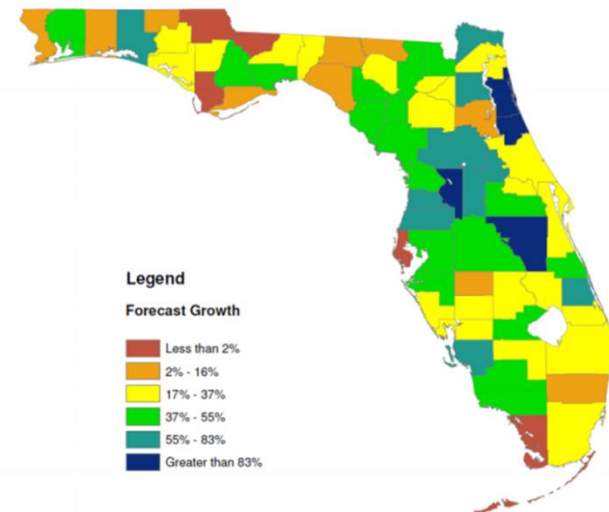 Legend
Forecast Growth
Less than 2%
2% - 16%
17% - 37%
37% - 55%
55% - 83%
Greater than 83%